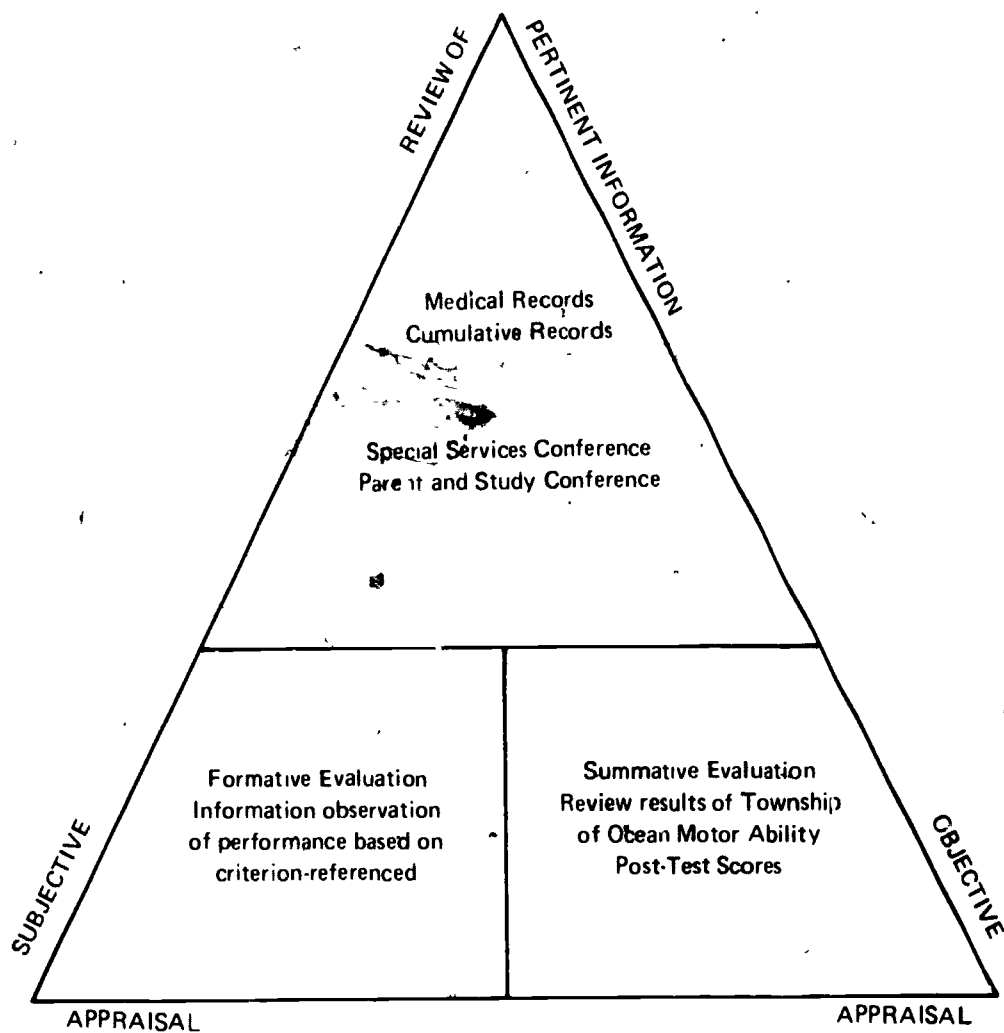 REVIEW OF
PERTINENT INFORMATION
Medical Records
Cumulative Records
Special Services Conference
Parent and Study Conference
Formative Evaluation
Information observation
of performance based on
criterion-referenced
Summative Evaluation
Review results of Township
of Ocean Motor Ability
Post-Test Scores
SUBJECTIVE
APPRAISAL
OBJECTIVE
APPRAISAL